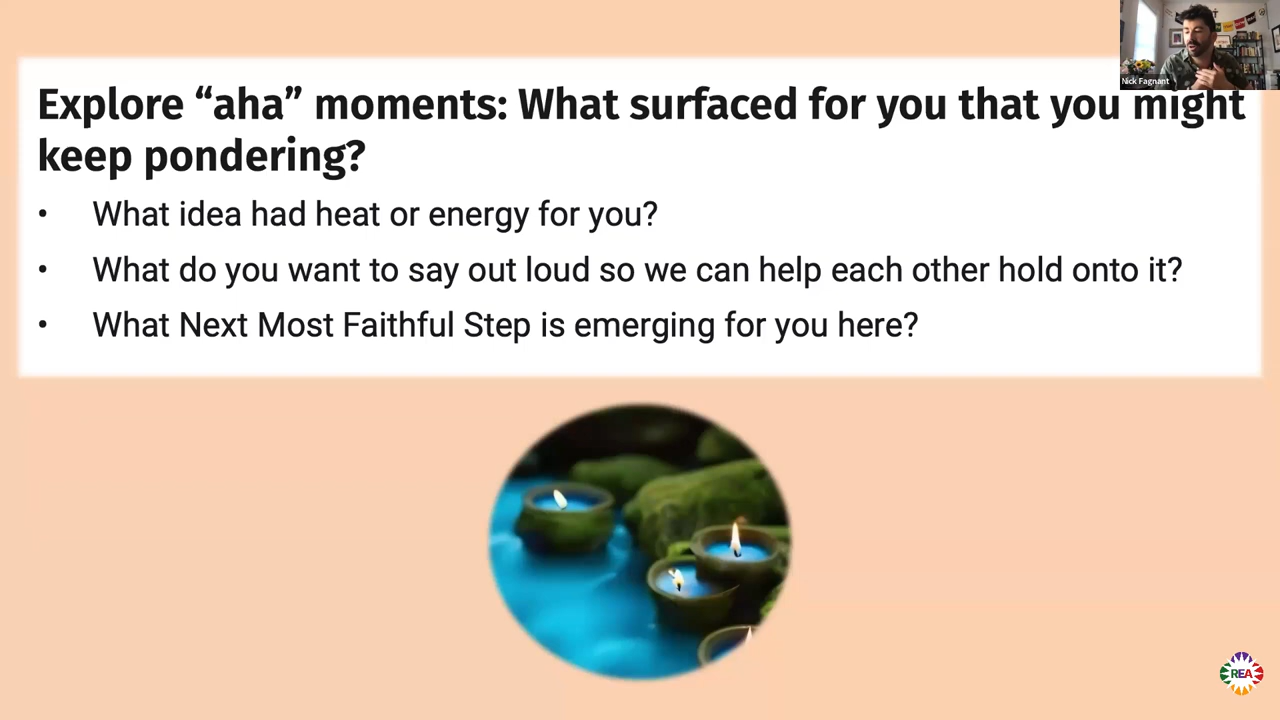 Nick Fagnant
Explore “aha” moments: What surfaced for you that you might
keep pondering?
• What idea had heat or energy for you?
• What do you want to say out loud so we can help each other hold onto it?
• What Next Most Faithful Step is emerging for you here?
REA